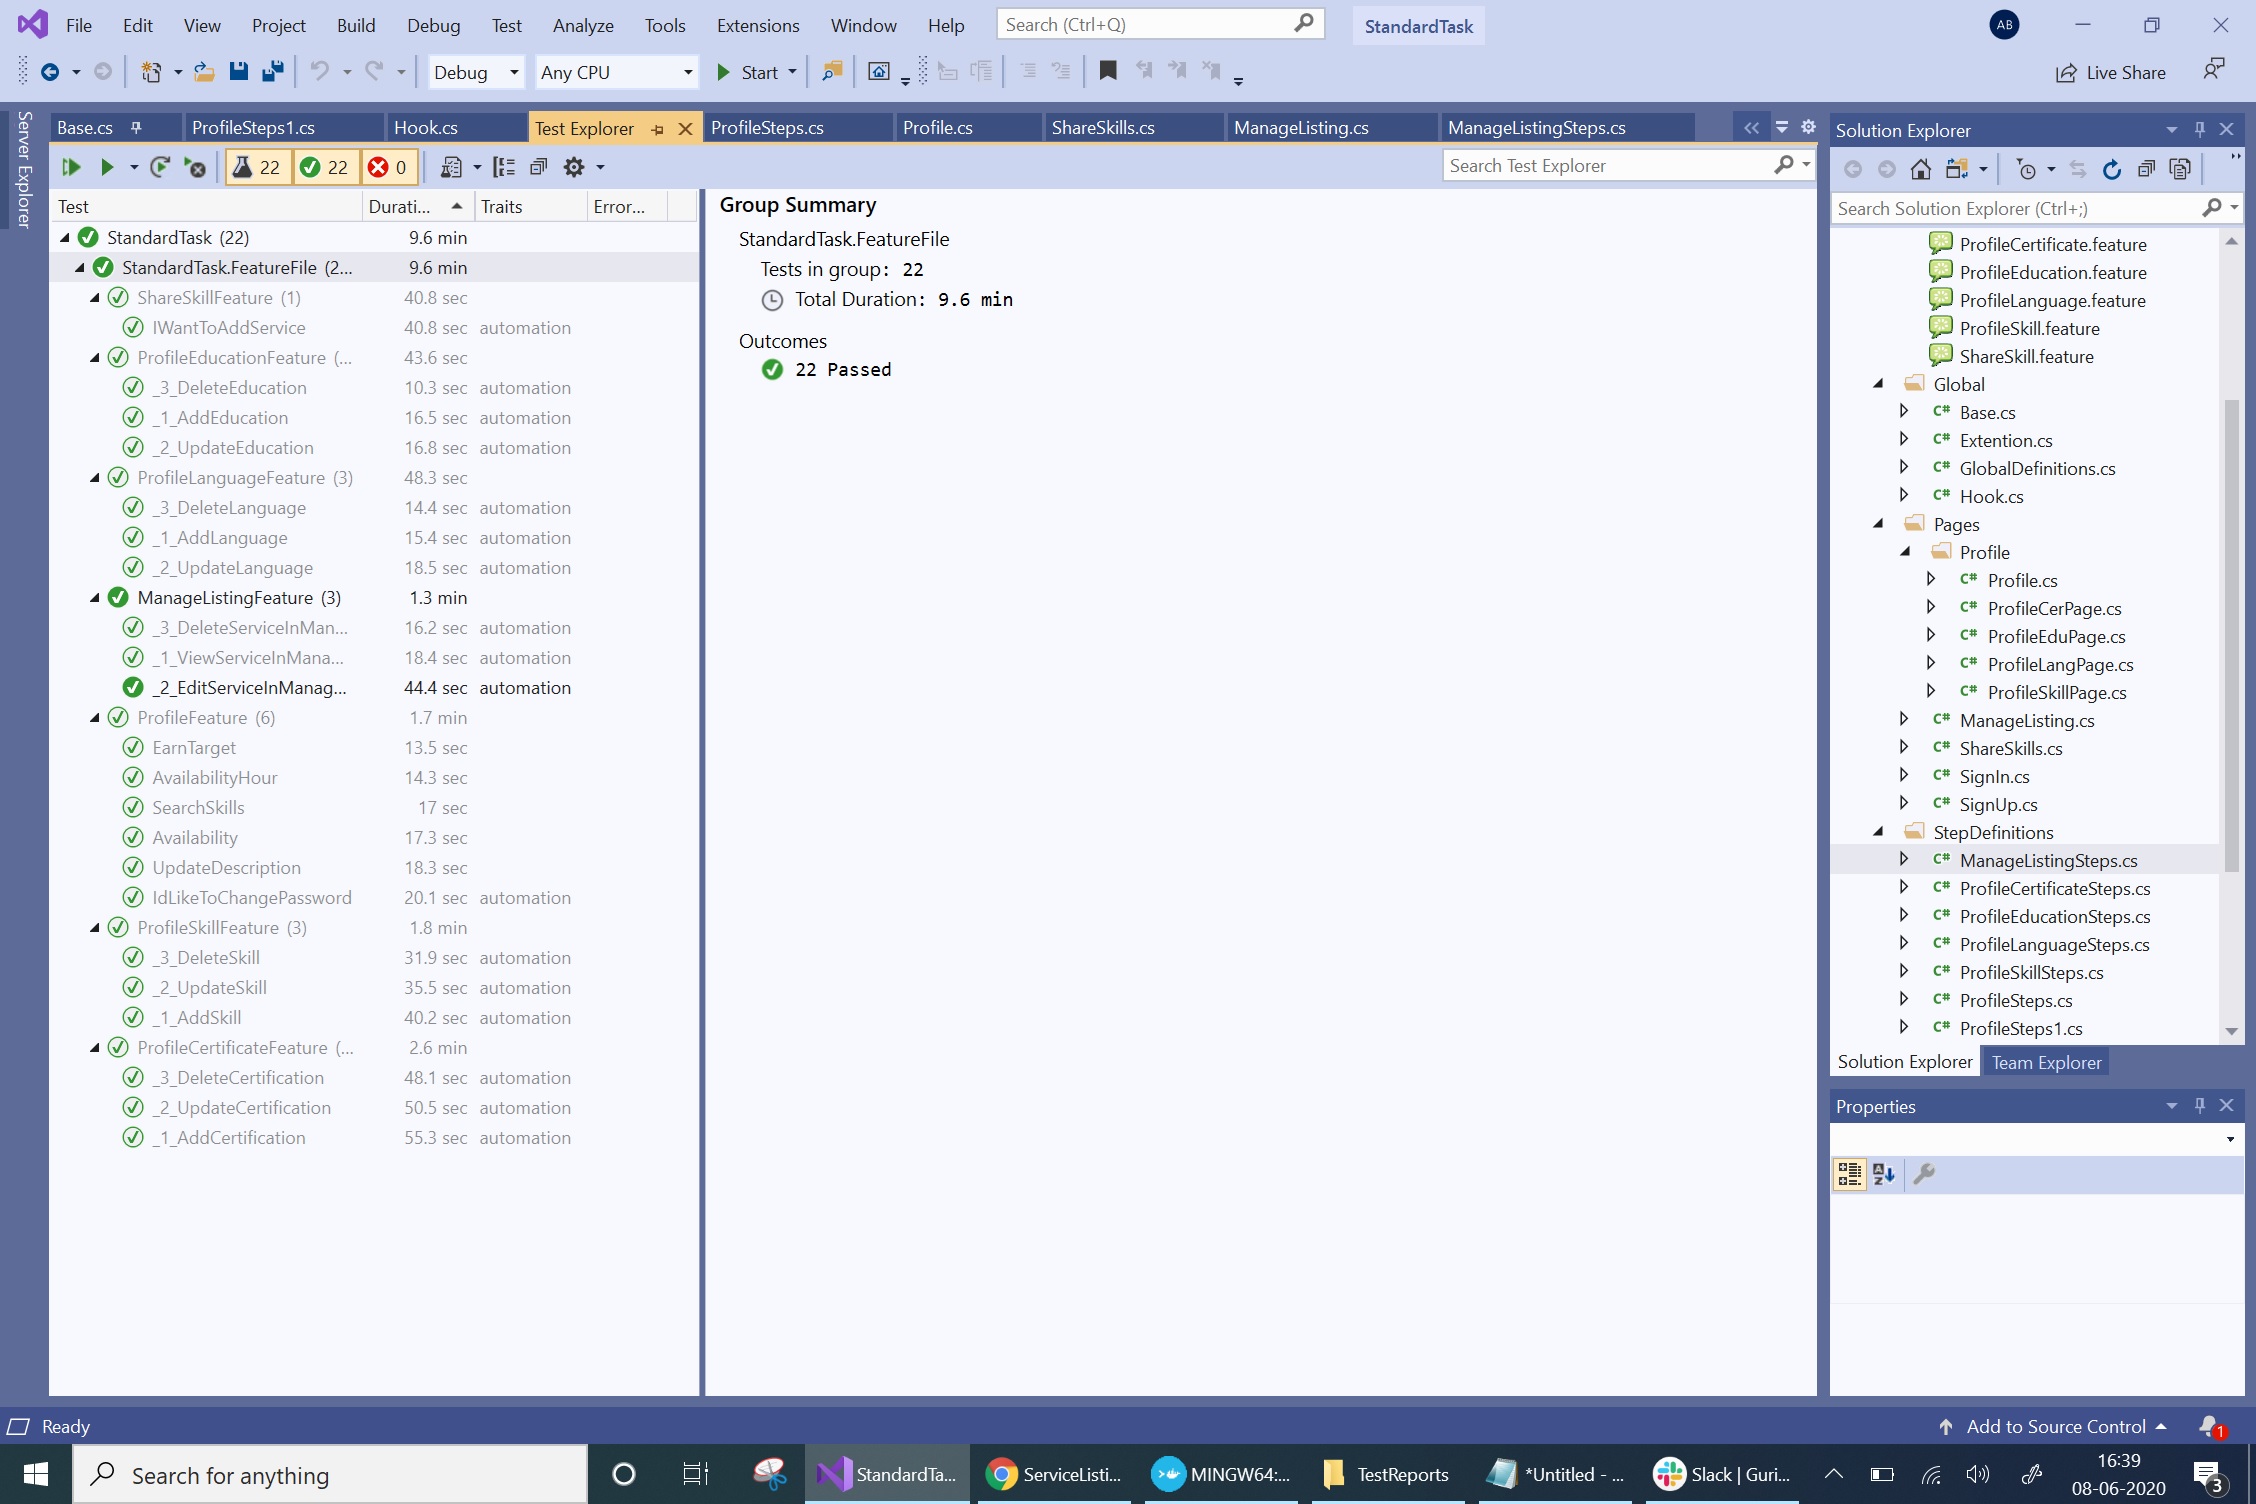 File Edit View Project Build Debug Test Analyze Tools Extensions Window Help Search (Ctrl+Q) StandardTask AB
Debug Any CPU Start Live Share
Server Explorer
Base.cs ProfileSteps1.cs Hook.cs Test Explorer ProfileSteps.cs Profile.cs ShareSkills.cs ManageListing.cs ManageListingSteps.cs
22 22 0 Search Test Explorer
Test Durati... Traits Error...
StandardTask (22) 9.6 min
StandardTask.FeatureFile (2... 9.6 min
ShareSkillFeature (1) 40.8 sec
IWantToAddService 40.8 sec automation
ProfileEducationFeature (... 43.6 sec
_3_DeleteEducation 10.3 sec automation
_1_AddEducation 16.5 sec automation
_2_UpdateEducation 16.8 sec automation
ProfileLanguageFeature (3) 48.3 sec
_3_DeleteLanguage 14.4 sec automation
_1_AddLanguage 15.4 sec automation
_2_UpdateLanguage 18.5 sec automation
ManageListingFeature (3) 1.3 min
_3_DeleteServiceInMan... 16.2 sec automation
_1_ViewServiceInMana... 18.4 sec automation
_2_EditServiceInManag... 44.4 sec automation
ProfileFeature (6) 1.7 min
EarnTarget 13.5 sec
AvailabilityHour 14.3 sec
SearchSkills 17 sec
Availability 17.3 sec
UpdateDescription 18.3 sec
IdLikeToChangePassword 20.1 sec automation
ProfileSkillFeature (3) 1.8 min
_3_DeleteSkill 31.9 sec automation
_2_UpdateSkill 35.5 sec automation
_1_AddSkill 40.2 sec automation
ProfileCertificateFeature (... 2.6 min
_3_DeleteCertification 48.1 sec automation
_2_UpdateCertification 50.5 sec automation
_1_AddCertification 55.3 sec automation
Group Summary
StandardTask.FeatureFile
Tests in group: 22
Total Duration: 9.6 min
Outcomes
22 Passed
Solution Explorer
Search Solution Explorer (Ctrl+;)
ProfileCertificate.feature
ProfileEducation.feature
ProfileLanguage.feature
ProfileSkill.feature
ShareSkill.feature
Global
C# Base.cs
C# Extention.cs
C# GlobalDefinitions.cs
C# Hook.cs
Pages
Profile
C# Profile.cs
C# ProfileCerPage.cs
C# ProfileEduPage.cs
C# ProfileLangPage.cs
C# ProfileSkillPage.cs
C# ManageListing.cs
C# ShareSkills.cs
C# SignIn.cs
C# SignUp.cs
StepDefinitions
C# ManageListingSteps.cs
C# ProfileCertificateSteps.cs
C# ProfileEducationSteps.cs
C# ProfileLanguageSteps.cs
C# ProfileSkillSteps.cs
C# ProfileSteps.cs
C# ProfileSteps1.cs
Solution Explorer Team Explorer
Properties
Ready Add to Source Control 1
Search for anything StandardTa... ServiceListi... MINGW64:... TestReports *Untitled - ... Slack | Guri... 16:39
08-06-2020 3